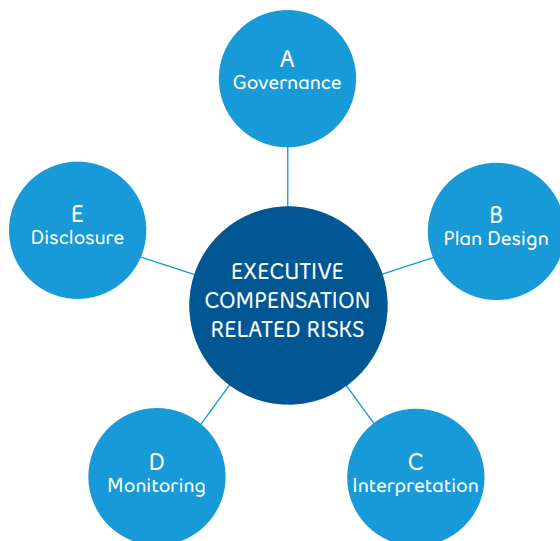 A
Governance
B
Plan Design
C
Interpretation
D
Monitoring
E
Disclosure
EXECUTIVE
COMPENSATION
RELATED RISKS